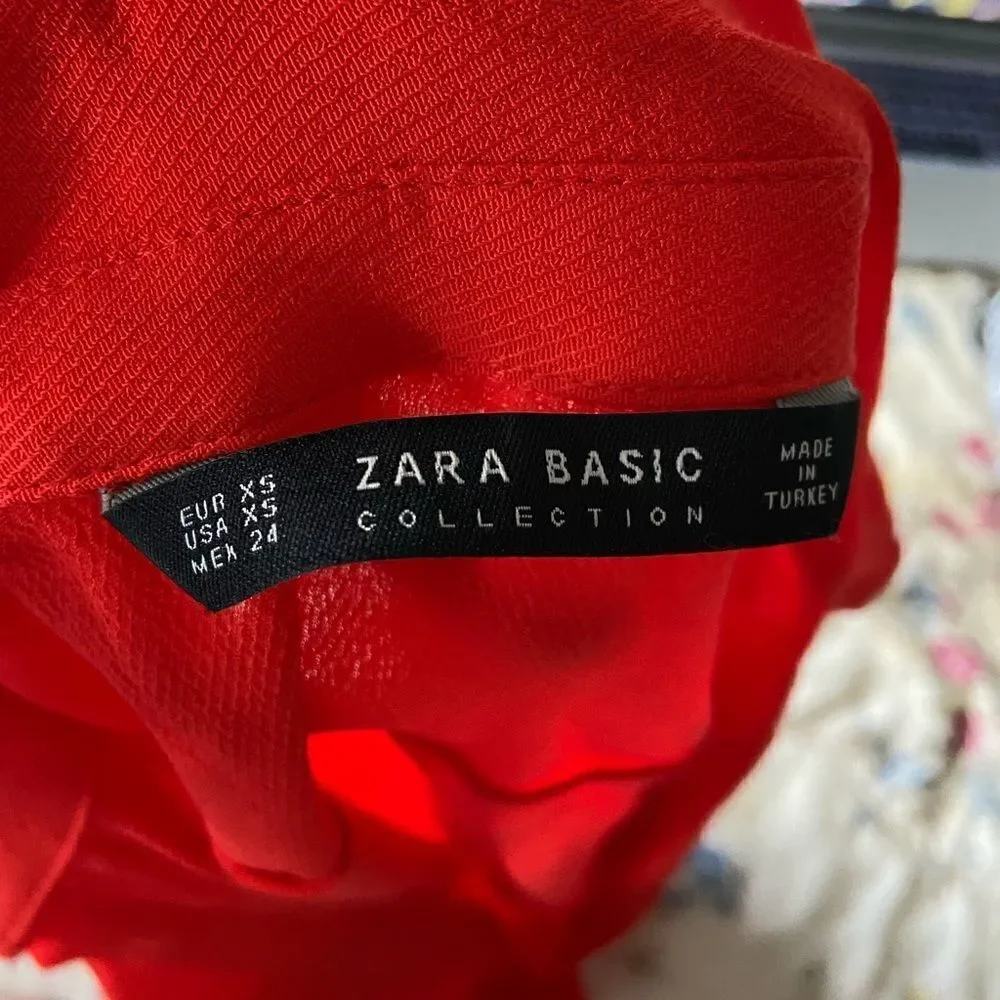 EUR XS
USA XS
MEX 24
ZARA BASIC
COLLECTION
MADE
IN
TURKEY